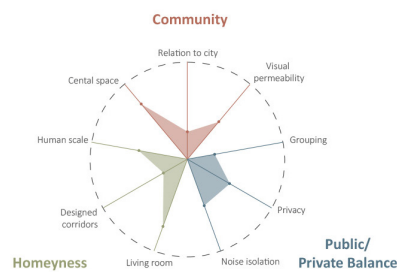 Community
Relation to city
Cental space
Visual
permeability
Human scale
Grouping
Designed
corridors
Privacy
Living room
Noise isolation
Homeyness
Public/
Private Balance